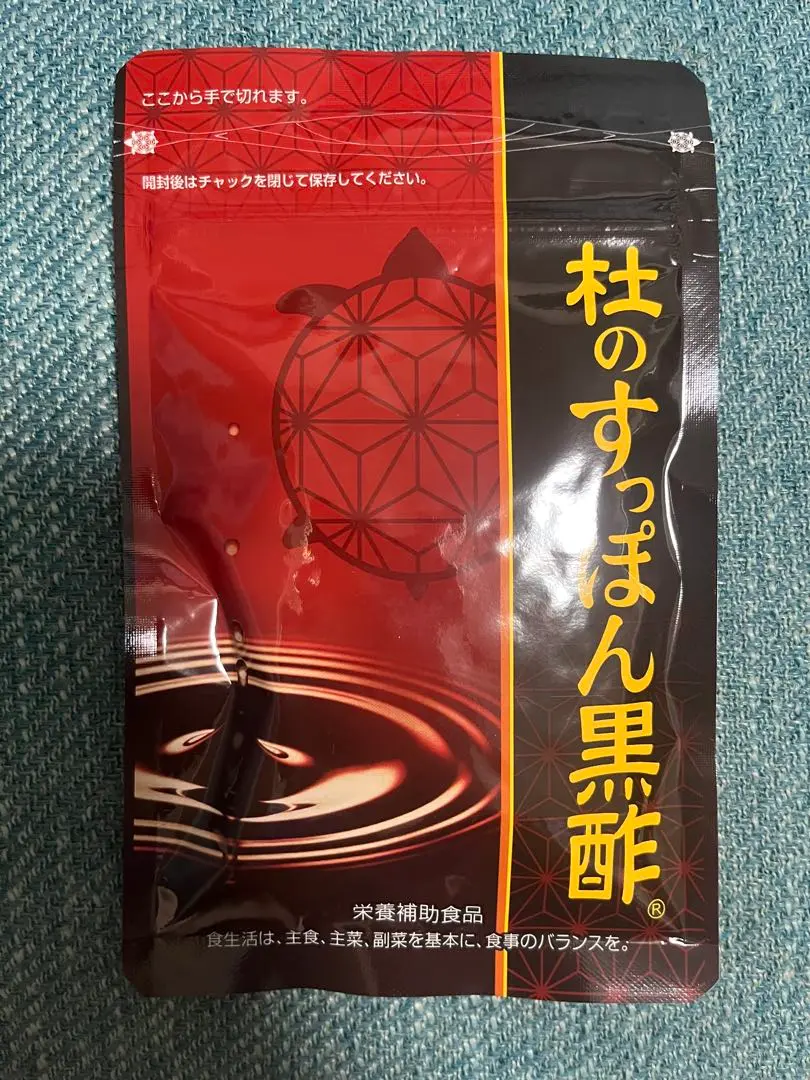 ここから手で切れます。
開封後はチャックを閉じて保存してください。
杜のすっぽん黒酢®
栄養補助食品
食生活は、主食、主菜、副菜を基本に、食事のバランスを。